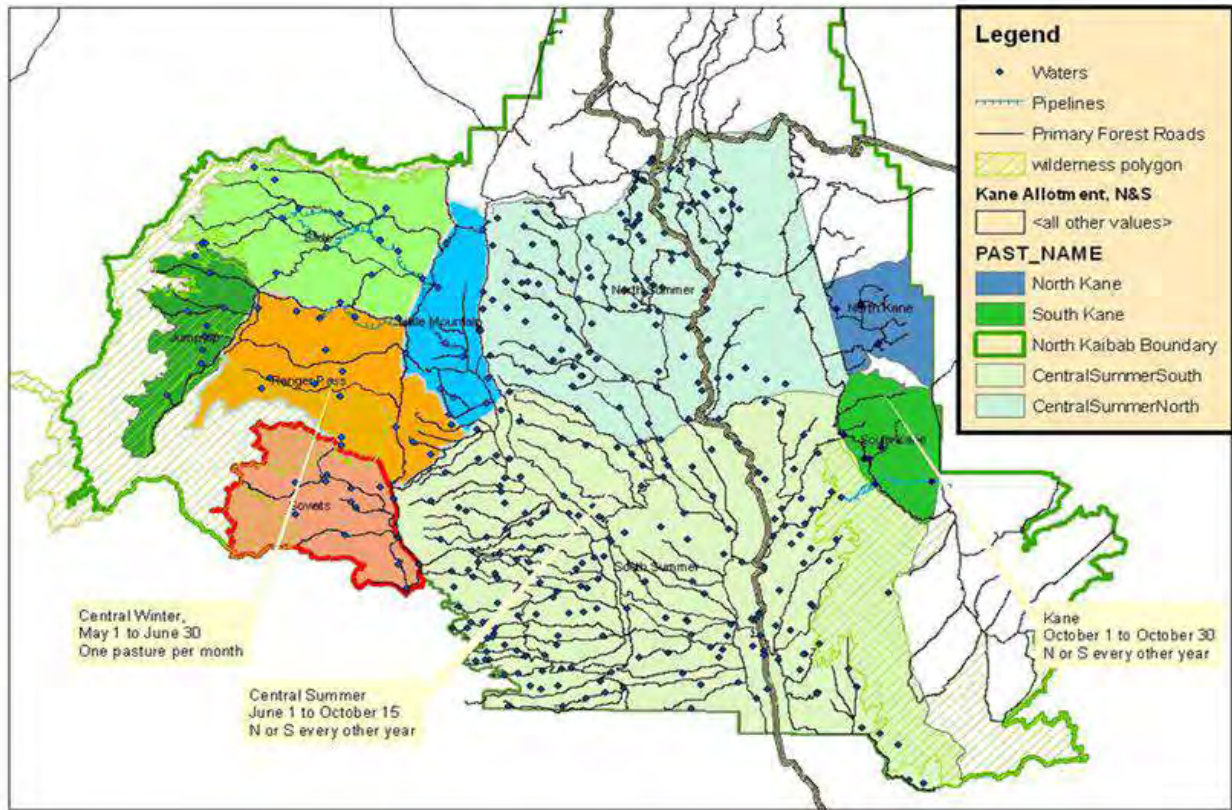 Legend
Waters
Pipelines
Primary Forest Roads
wilderness polygon
Kane Allotment, N&S
<all other values>
PAST_NAME
North Kane
South Kane
North Kaibab Boundary
CentralSummerSouth
CentralSummerNorth
North Summer
North Kane
Mountain
Ranger Pass
South Kane
Sowats
South Summer
Central Winter,
May 1 to June 30
One pasture per month
Kane
October 1 to October 30
N or S every other year
Central Summer
June 1 to October 15
N or S every other year